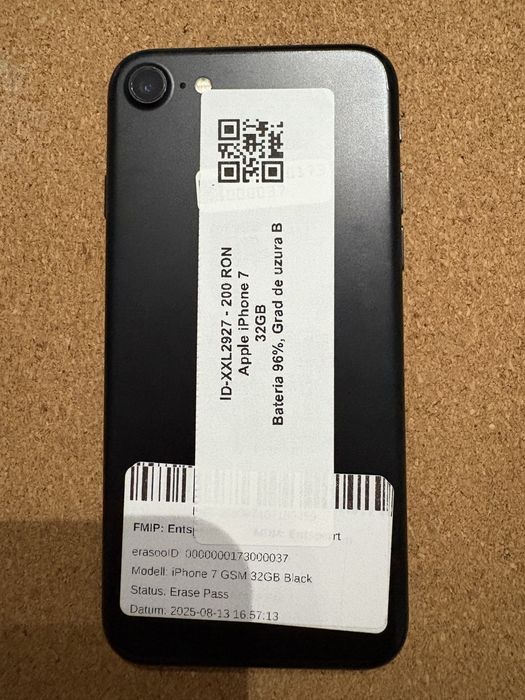 ID-XXL2927 - 200 RON
Apple iPhone 7
32GB
Bateria 96%, Grad de uzura B
FMIP:
erasooID 0000000173000037
Modell: iPhone 7 GSM 32GB Black
Status. Erase Pass
Datum: 2025-08-13 16:57:13